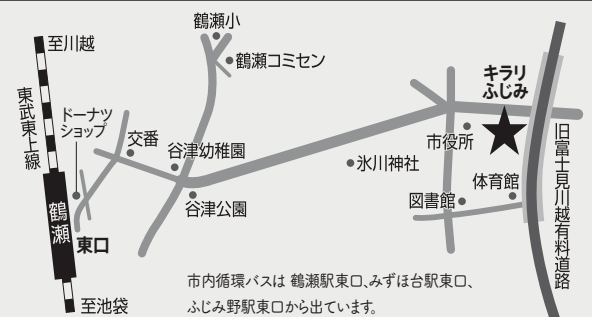 鶴瀬小
至川越
鶴瀬コミセン
キラリ
ふじみ
東武東上線
ドーナツ
ショップ
交番
谷津幼稚園
市役所
氷川神社
旧富士見川越有料道路
体育館
図書館
谷津公園
鶴瀬
東口
至池袋
市内循環バスは 鶴瀬駅東口、みずほ台駅東口、
ふじみ野駅東口から出ています。